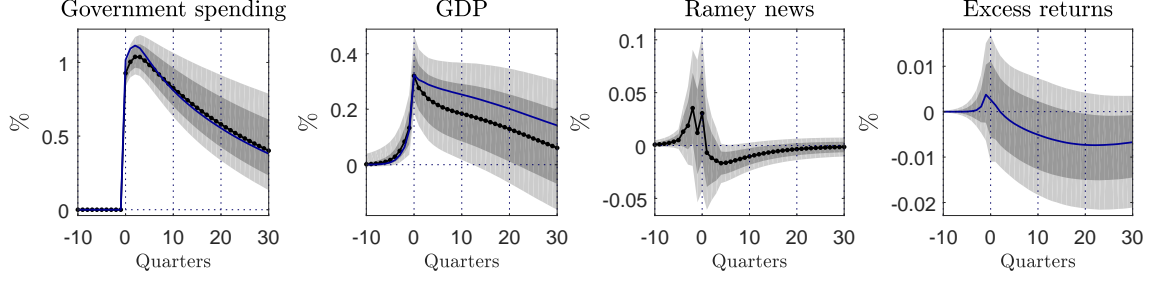 Government spending
GDP
Ramey news
Excess returns
%
1
0.5
0
-10 0 10 20 30
Quarters
%
0.4
0.2
0
-10 0 10 20 30
Quarters
%
0.1
0.05
0
-0.05
-10 0 10 20 30
Quarters
%
0.01
0
-0.01
-0.02
-10 0 10 20 30
Quarters